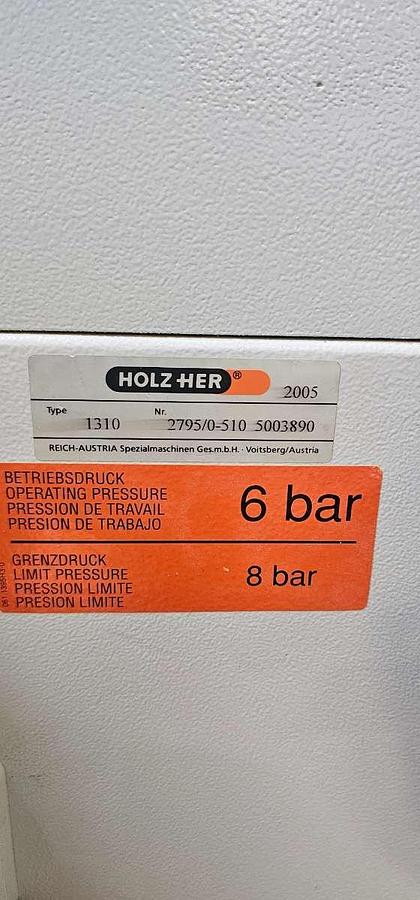 HOLZ-HER®
2005
Type Nr.
1310 2795/0-510 5003890
REICH-AUSTRIA Spezialmaschinen Ges.m.b.H. · Voitsberg/Austria
BETRIEBSDRUCK
OPERATING PRESSURE
PRESSION DE TRAVAIL
PRESION DE TRABAJO
6 bar
GRENZDRUCK
LIMIT PRESSURE
PRESSION LIMITE
PRESION LIMITE
8 bar